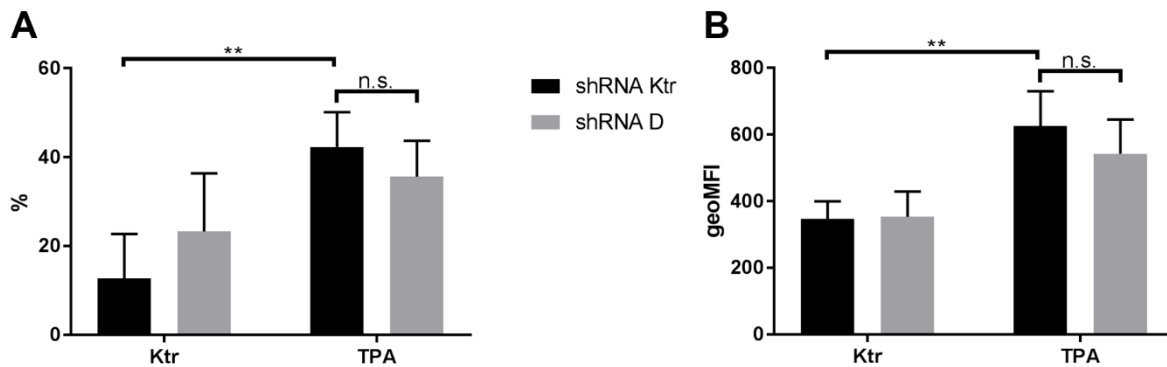 A
**
60
n.s.
40
%
20
0
Ktr
TPA
shRNA Ktr
shRNA D
B
**
800
n.s.
600
geoMFI
400
200
0
Ktr
TPA